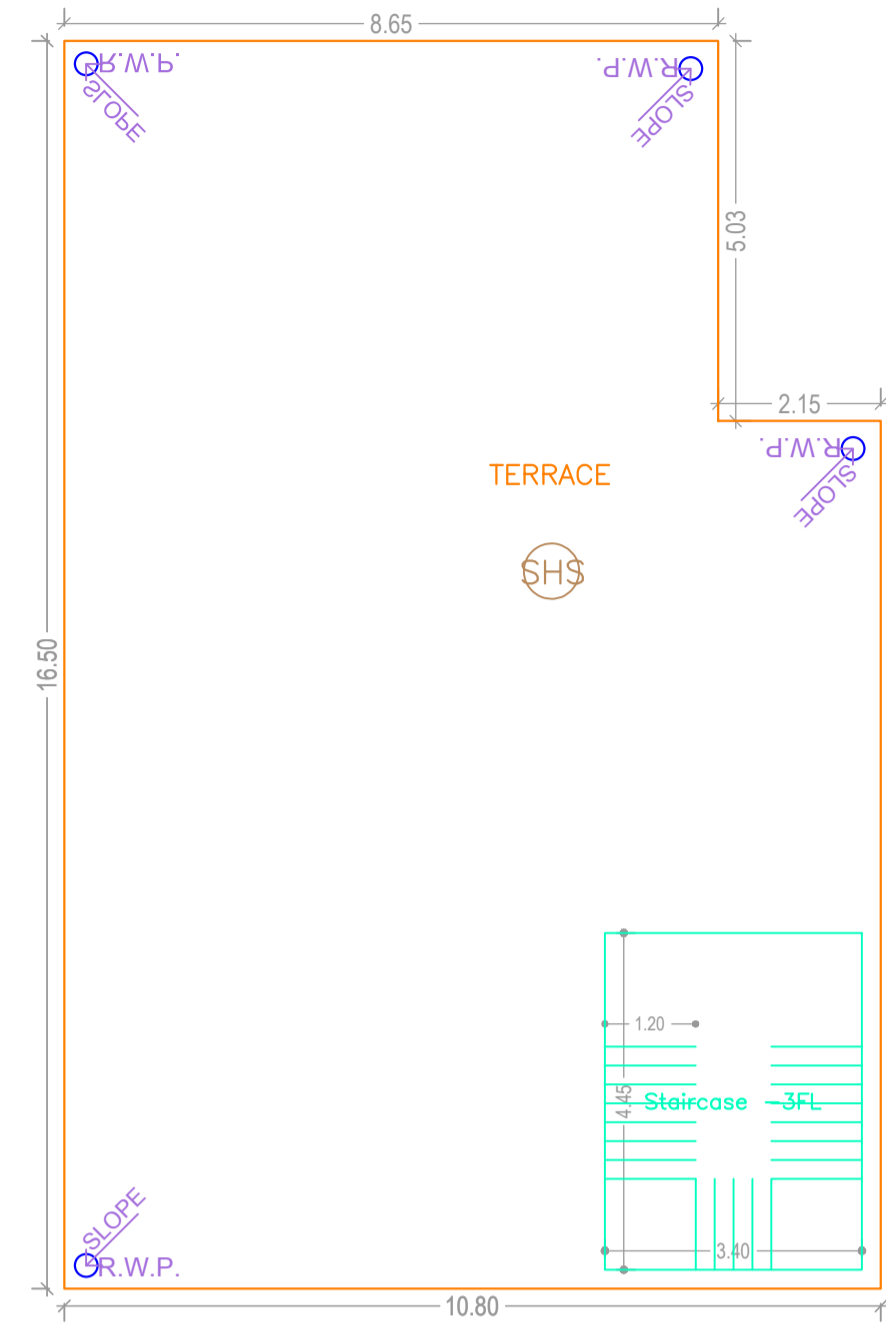 8.65
R.W.P.
SLOPE
R.W.P.
SLOPE
5.03
2.15
R.W.P.
SLOPE
TERRACE
SHS
16.50
1.20
4.45
Staircase -3FL
3.40
SLOPE
R.W.P.
10.80